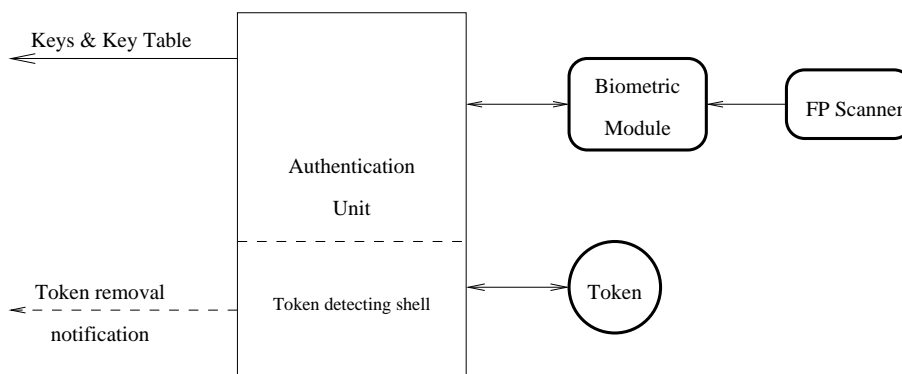 Keys & Key Table
Biometric
Module
FP Scanner
Authentication
Unit
Token removal
notification
Token detecting shell
Token